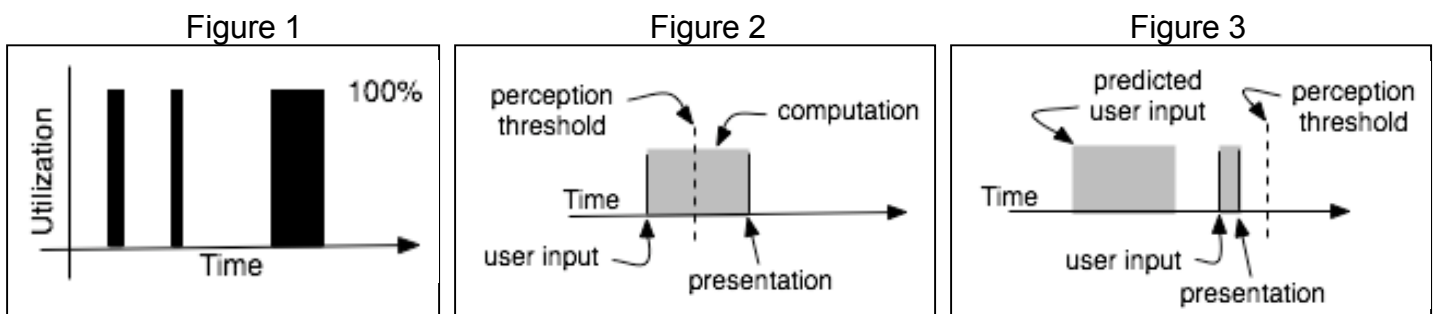 Figure 1
Utilization
100%
Time
Figure 2
perception
threshold
computation
Time
user input
presentation
Figure 3
predicted
user input
perception
threshold
Time
user input
presentation